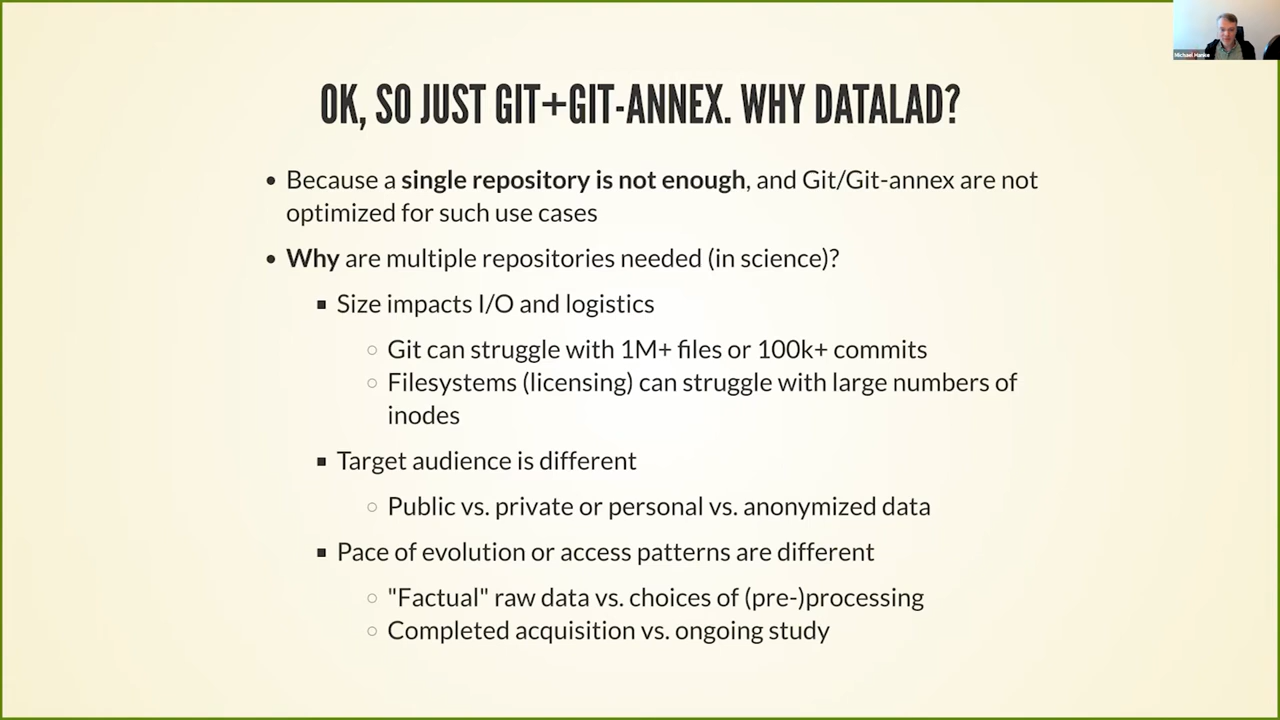 OK, SO JUST GIT+GIT-ANNEX. WHY DATALAD?
Because a single repository is not enough, and Git/Git-annex are not
optimized for such use cases
Why are multiple repositories needed (in science)?
Size impacts I/O and logistics
Git can struggle with 1M+ files or 100k+ commits
Filesystems (licensing) can struggle with large numbers of
inodes
Target audience is different
Public vs. private or personal vs. anonymized data
Pace of evolution or access patterns are different
"Factual" raw data vs. choices of (pre-)processing
Completed acquisition vs. ongoing study
Michael Hanke